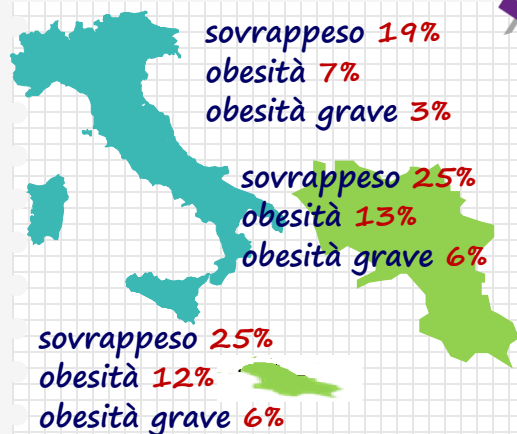 sovrappeso 19%
obesità 7%
obesità grave 3%
sovrappeso 25%
obesità 13%
obesità grave 6%
sovrappeso 25%
obesità 12%
obesità grave 6%